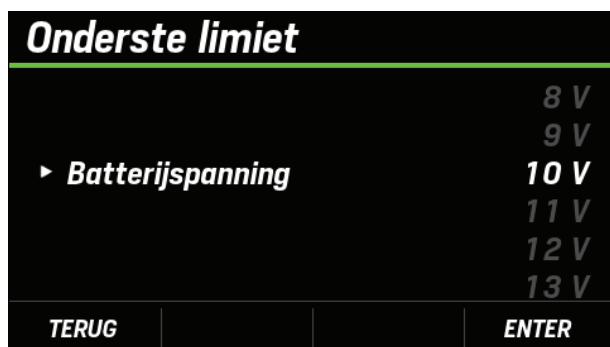 Onderste limiet
8 V
9 V
Batterijspanning 10 V
11 V
12 V
13 V
TERUG ENTER